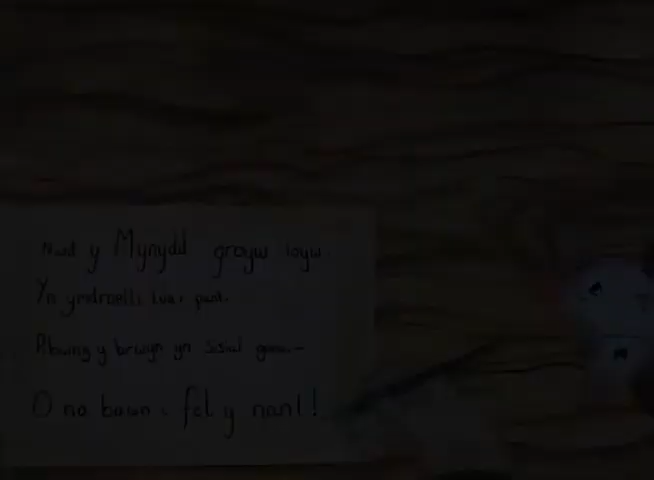 Nant y Mynydd groyw loyw,
Yn ymdroelli tua'r pant,
Rhwng y brwyn yn sisial ganu—
O na bawn i fel y nant!